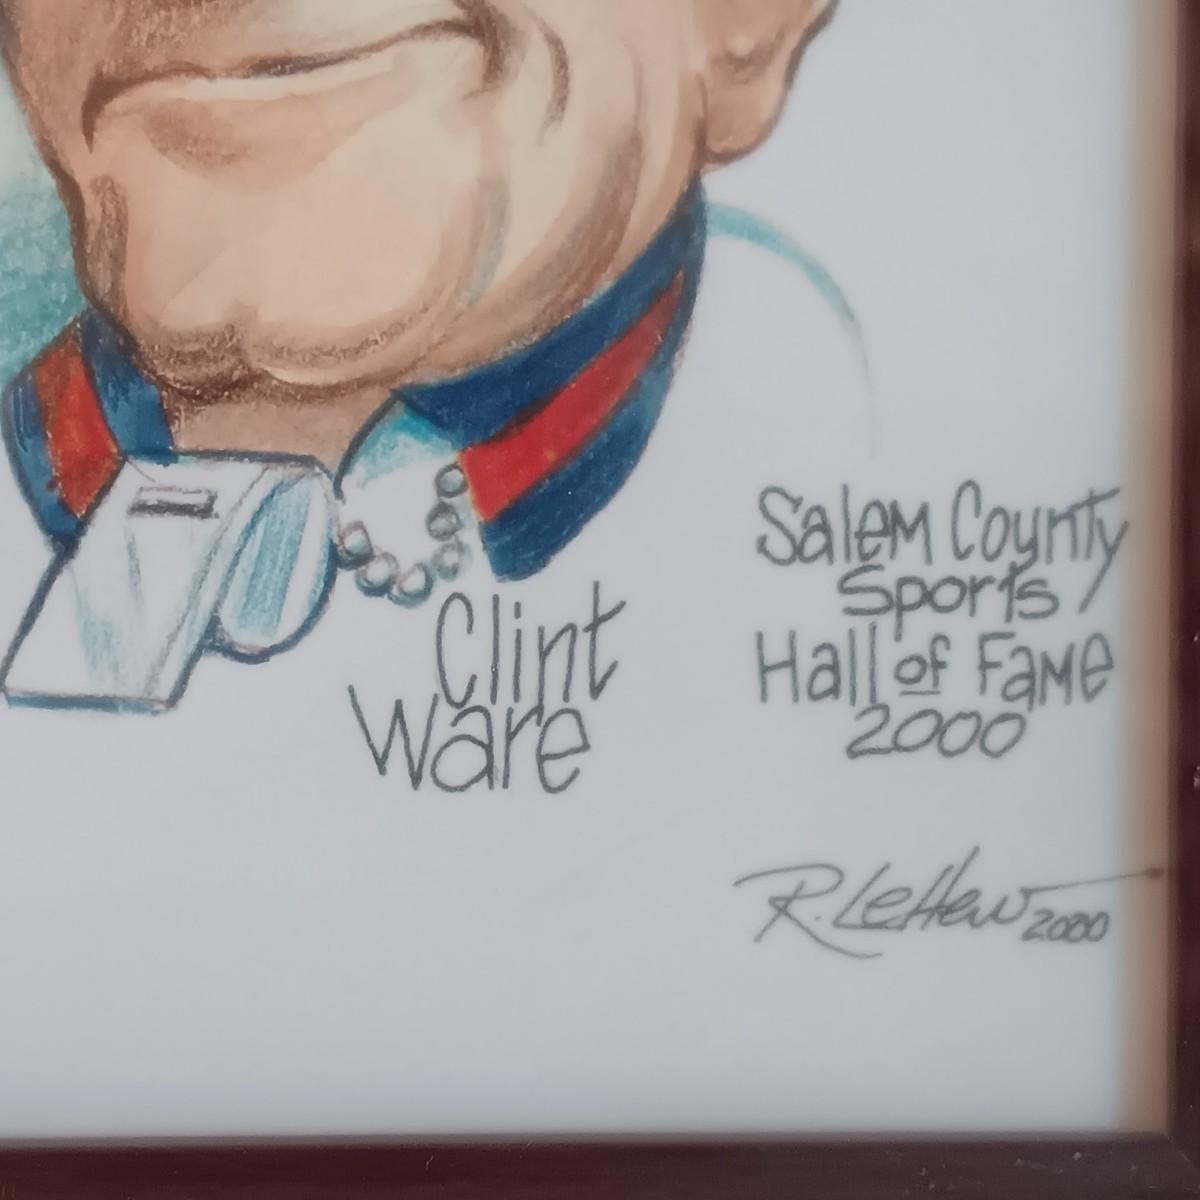 Clint
Ware
Salem County
Sports
Hall of Fame
2000
R. Lettew 2000